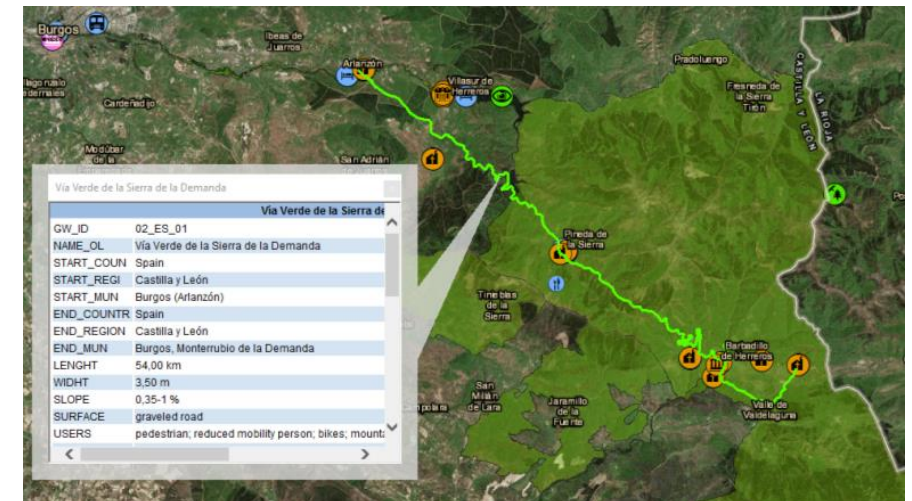 Burgos
Ibeas de
Juarros
Arlanzón
Villasur de
Herreros
Pradoluengo
Fresneda de
la Sierra
Tirón
CASTILLA Y LEÓN
LA RIOJA
Cardeñadijo
Modúbar
de la
San Adrián
Pineda de
la Sierra
Tinieblas
de la
Sierra
San
Millán
de Lara
Jaramillo
de la
Fuente
Barbadillo
de Herreros
Valle de
Valdelaguna
Vía Verde de la Sierra de la Demanda
Vía Verde de la Sierra de
GW_ID 02_ES_01
NAME_OL Vía Verde de la Sierra de la Demanda
START_COUN Spain
START_REGI Castilla y León
START_MUN Burgos (Arlanzón)
END_COUNTR Spain
END_REGION Castilla y León
END_MUN Burgos, Monterrubio de la Demanda
LENGHT 54,00 km
WIDHT 3,50 m
SLOPE 0,35-1 %
SURFACE graveled road
USERS pedestrian; reduced mobility person; bikes; mounta